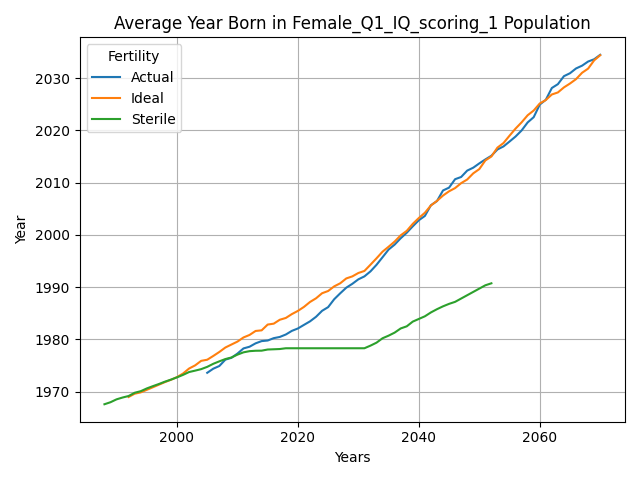 Average Year Born in Female_Q1_IQ_scoring_1 Population
Fertility
Actual
Ideal
Sterile
Year
2030
2020
2010
2000
1990
1980
1970
2000 2020 2040 2060
Years